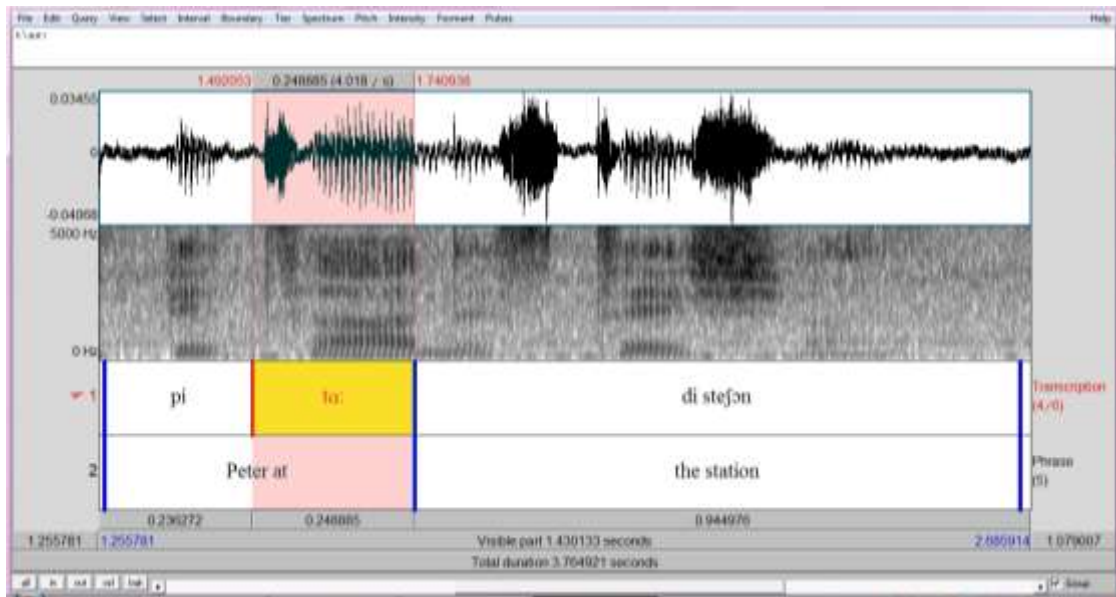 File Edit Query View Select Interval Boundary Tier Spectrum Pitch Intensity Formant Pulses Help
1.492053 0.248885 (4.018 / s) 1.740938
0.03455
0
-0.04068
5000 Hz
0 Hz
1 pi tɑː di steʃɔn Transcription (4/6)
2 Peter at the station Phrase (5)
0.236272 0.248885 0.944976
1.255781 1.255781 Visible part 1.430133 seconds 2.685914 1.079007
Total duration 3.764921 seconds
all in out sel bak